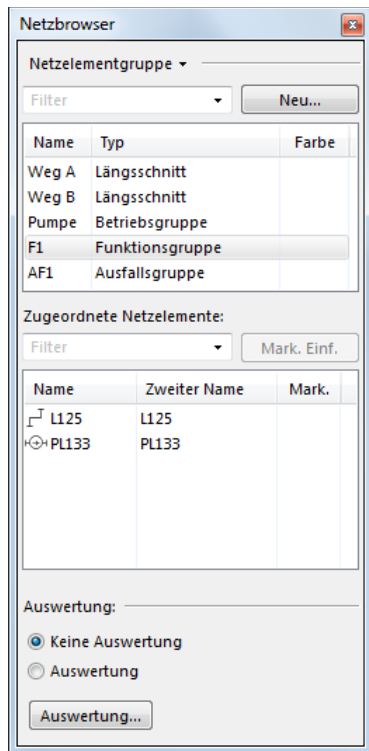 Netzbrowser
Netzelementgruppe
Filter Neu...
Name Typ Farbe
Weg A Längsschnitt
Weg B Längsschnitt
Pumpe Betriebsgruppe
F1 Funktionsgruppe
AF1 Ausfallsgruppe
Zugeordnete Netzelemente:
Filter Mark. Einf.
Name Zweiter Name Mark.
L125 L125
PL133 PL133
Auswertung:
Keine Auswertung
Auswertung
Auswertung...